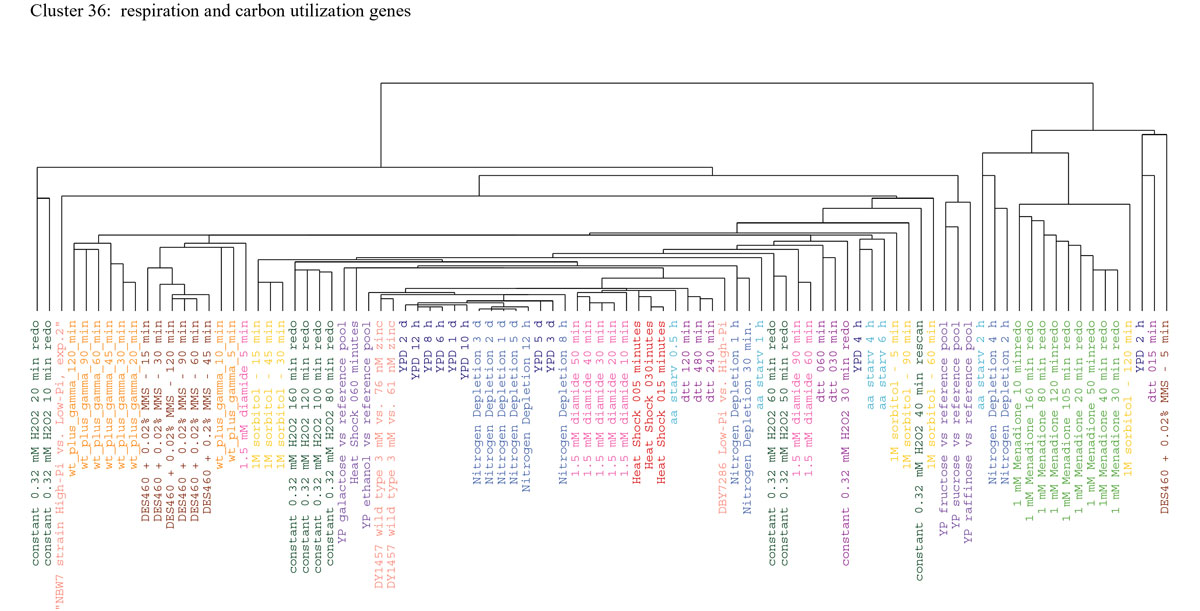 Cluster 36:  respiration and carbon utilization genes
constant 0.32 mM H2O2 20 min redo
constant 0.32 mM H2O2 10 min redo
"NBW7 strain High-Pi vs. Low-Pi, exp.2"
wt_plus_gamma_120_min
wt_plus_gamma_90_min
wt_plus_gamma_60_min
wt_plus_gamma_45_min
wt_plus_gamma_30_min
wt_plus_gamma_20_min
DES460 + 0.02% MMS - 15 min
DES460 + 0.02% MMS - 30 min
DES460 + 0.02% MMS - 120 min
DES460 + 0.02% MMS - 90 min
DES460 + 0.02% MMS - 60 min
DES460 + 0.2% MMS - 45 min
wt_plus_gamma_10_min
wt_plus_gamma_5_min
1.5 mM diamide 5 min
1M sorbitol - 15 min
1M sorbitol - 45 min
1M sorbitol - 30 min
constant 0.32 mM H2O2 100 min redo
constant 0.32 mM H2O2 120 min redo
constant 0.32 mM H2O2 100 min redo
constant 0.32 mM H2O2 80 min redo
YP galactose vs reference pool
Heat Shock 060 minutes
YP ethanol vs reference pool
DY1457 wild type 3 mM vs. 76 nM zinc
DY1457 wild type 3 mM vs. 61 nM zinc
YPD 2 d
YPD 12 h
YPD 8 h
YPD 6 h
YPD 1 d
YPD 10 h
Nitrogen Depletion 3 d
Nitrogen Depletion 2 d
Nitrogen Depletion 1 d
Nitrogen Depletion 5 d
Nitrogen Depletion 12 h
YPD 5 d
YPD 3 d
Nitrogen Depletion 8 h
1.5 mM diamide 50 min
1.5 mM diamide 40 min
1.5 mM diamide 30 min
1.5 mM diamide 20 min
1.5 mM diamide 10 min
Heat Shock 005 minutes
Heat Shock 030minutes
Heat Shock 015 minutes
aa starv 0.5 h
dtt 120 min
dtt 480 min
dtt 240 min
DBY7286 Low-Pi vs. High-Pi
Nitrogen Depletion 1 h
Nitrogen Depletion 30 min.
aa starv 1 h
constant 0.32 mM H2O2 60 min redo
constant 0.32 mM H2O2 50 min redo
1.5 mM diamide 90 min
1.5 mM diamide 60 min
dtt 060 min
dtt 030 min
constant 0.32 mM H2O2 30 min redo
YPD 4 h
aa starv 4 h
aa starv 6 h
1M sorbitol - 5 min
1M sorbitol - 90 min
constant 0.32 mM H2O2 40 min rescan
1M sorbitol - 60 min
YP fructose vs reference pool
YP sucrose vs reference pool
YP raffinose vs reference pool
aa starv 2 h
Nitrogen Depletion 4 h
Nitrogen Depletion 2 h
1 mM Menadione 10 minredo
1 mM Menadione 160 min redo
1 mM Menadione 80 min redo
1 mM Menadione 120 min redo
1 mM Menadione 105 min redo
1 mM Menadione 20 min redo
1 mM Menadione 50 min redo
1 mM Menadione 40 min redo
1 mM Menadione 30 min redo
1M sorbitol - 120 min
YPD 2 h
dtt 015 min
DES460 + 0.02% MMS - 5 min